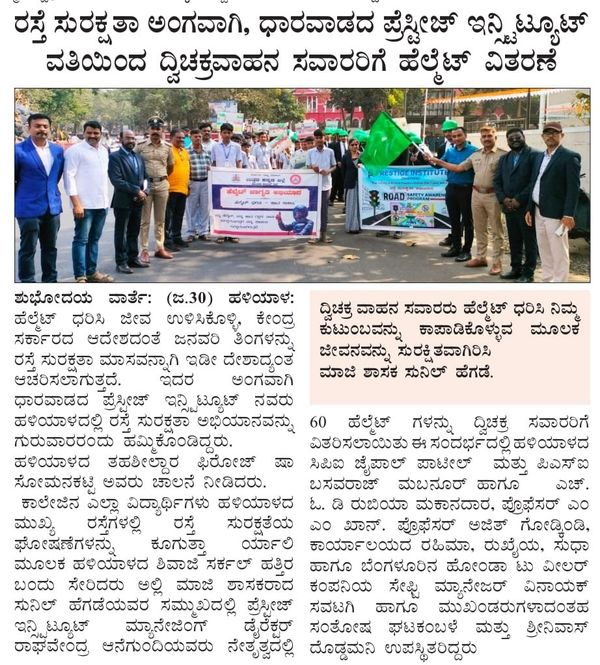 ರಸ್ತೆ ಸುರಕ್ಷತಾ ಅಂಗವಾಗಿ, ಧಾರವಾಡದ ಪ್ರೆಸ್ಟೀಜ್ ಇನ್ಸ್ಟಿಟ್ಯೂಟ್
ವತಿಯಿಂದ ದ್ವಿಚಕ್ರವಾಹನ ಸವಾರರಿಗೆ ಹೆಲ್ಮೆಟ್ ವಿತರಣೆ
ಹೆಲ್ಮೆಟ್ ಜಾಗೃತಿ ಅಭಿಯಾನ
PRESTIGE INSTITUTE
ROAD SAFETY AWARENESS
PROGRAM
ಶುಭೋದಯ ವಾರ್ತೆ: (ಜ.30) ಹಳಿಯಾಳ:
ಹೆಲ್ಮೆಟ್ ಧರಿಸಿ ಜೀವ ಉಳಿಸಿಕೊಳ್ಳಿ, ಕೇಂದ್ರ
ಸರ್ಕಾರದ ಆದೇಶದಂತೆ ಜನವರಿ ತಿಂಗಳನ್ನು
ರಸ್ತೆ ಸುರಕ್ಷತಾ ಮಾಸವನ್ನಾಗಿ ಇಡೀ ದೇಶಾದ್ಯಂತ
ಆಚರಿಸಲಾಗುತ್ತದೆ. ಇದರ ಅಂಗವಾಗಿ
ಧಾರವಾಡದ ಪ್ರೆಸ್ಟೀಜ್ ಇನ್ಸ್ಟಿಟ್ಯೂಟ್ ನವರು
ಹಳಿಯಾಳದಲ್ಲಿ ರಸ್ತೆ ಸುರಕ್ಷತಾ ಅಭಿಯಾನವನ್ನು
ಗುರುವಾರರಂದು ಹಮ್ಮಿಕೊಂಡಿದ್ದರು.
ಹಳಿಯಾಳದ ತಹಶೀಲ್ದಾರ ಫಿರೋಜ್ ಷಾ
ಸೋಮನಕಟ್ಟಿ ಅವರು ಚಾಲನೆ ನೀಡಿದರು.
ಕಾಲೇಜಿನ ಎಲ್ಲಾ ವಿದ್ಯಾರ್ಥಿಗಳು ಹಳಿಯಾಳದ
ಮುಖ್ಯ ರಸ್ತೆಗಳಲ್ಲಿ ರಸ್ತೆ ಸುರಕ್ಷತೆಯ
ಘೋಷಣೆಗಳನ್ನು ಕೂಗುತ್ತಾ ರ್ಯಾಲಿ
ಮೂಲಕ ಹಳಿಯಾಳದ ಶಿವಾಜಿ ಸರ್ಕಲ್ ಹತ್ತಿರ
ಬಂದು ಸೇರಿದರು ಅಲ್ಲಿ ಮಾಜಿ ಶಾಸಕರಾದ
ಸುನಿಲ್ ಹೆಗಡೆಯವರ ಸಮ್ಮುಖದಲ್ಲಿ ಪ್ರೆಸ್ಟೀಜ್
ಇನ್ಸ್ಟಿಟ್ಯೂಟ್ ಮ್ಯಾನೇಜಿಂಗ್ ಡೈರೆಕ್ಟರ್
ರಾಘವೇಂದ್ರ ಆನೆಗುಂದಿಯವರು ನೇತೃತ್ವದಲ್ಲಿ
ದ್ವಿಚಕ್ರ ವಾಹನ ಸವಾರರು ಹೆಲ್ಮೆಟ್ ಧರಿಸಿ ನಿಮ್ಮ
ಕುಟುಂಬವನ್ನು ಕಾಪಾಡಿಕೊಳ್ಳುವ ಮೂಲಕ
ಜೀವನವನ್ನು ಸುರಕ್ಷಿತವಾಗಿರಿಸಿ
ಮಾಜಿ ಶಾಸಕ ಸುನಿಲ್ ಹೆಗಡೆ.
60 ಹೆಲ್ಮೆಟ್ ಗಳನ್ನು ದ್ವಿಚಕ್ರ ಸವಾರರಿಗೆ
ವಿತರಿಸಲಾಯಿತು ಈ ಸಂದರ್ಭದಲ್ಲಿ ಹಳಿಯಾಳದ
ಸಿಪಿಐ ಜೈಪಾಲ್ ಪಾಟೀಲ್ ಮತ್ತು ಪಿಎಸ್ಐ
ಬಸವರಾಜ್ ಮಬನೂರ್ ಹಾಗೂ ಎಚ್.
ಓ. ಡಿ ರುಬಿಯಾ ಮಕಾನದಾರ, ಪ್ರೊಫೆಸರ್ ಎಂ
ಎಂ ಖಾನ್. ಪ್ರೊಫೆಸರ್ ಅಜಿತ್ ಗೋಡ್ಕಿಂಡಿ,
ಕಾರ್ಯಾಲಯದ ರಹಿಮಾ, ರುಖೈಯ, ಸುಧಾ
ಹಾಗೂ ಬೆಂಗಳೂರಿನ ಹೋಂಡಾ ಟು ವೀಲರ್
ಕಂಪನಿಯ ಸೇಫ್ಟಿ ಮ್ಯಾನೇಜರ್ ವಿನಾಯಕ್
ಸವಟಗಿ ಹಾಗೂ ಮುಖಂಡರುಗಳಾದಂತಹ
ಸಂತೋಷ ಘಟಕಂಬಳೆ ಮತ್ತು ಶ್ರೀನಿವಾಸ್
ದೊಡ್ಡಮನಿ ಉಪಸ್ಥಿತರಿದ್ದರು